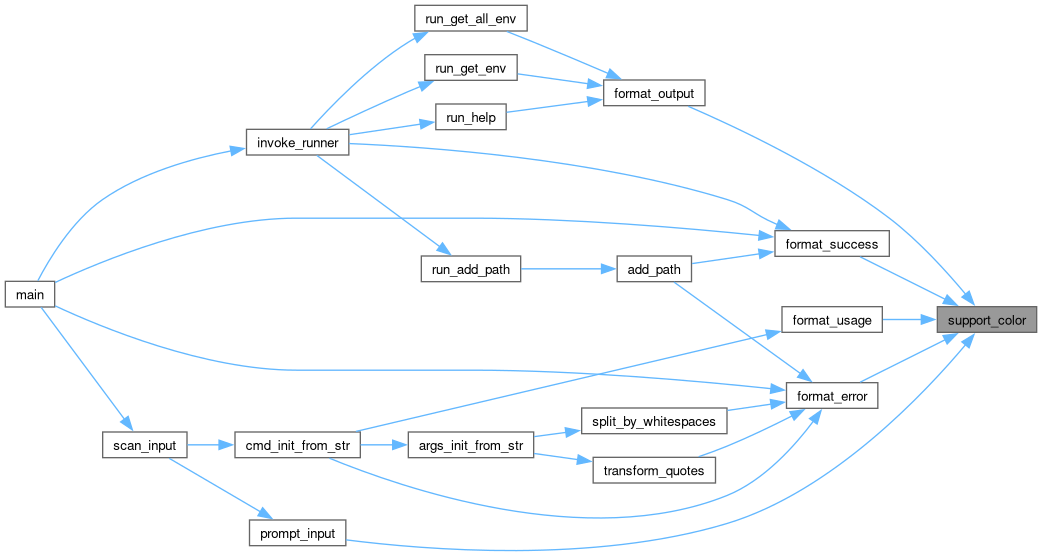 run_get_all_env
run_get_env
format_output
run_help
invoke_runner
format_success
run_add_path
add_path
main
format_usage
support_color
format_error
split_by_whitespaces
scan_input
cmd_init_from_str
args_init_from_str
transform_quotes
prompt_input